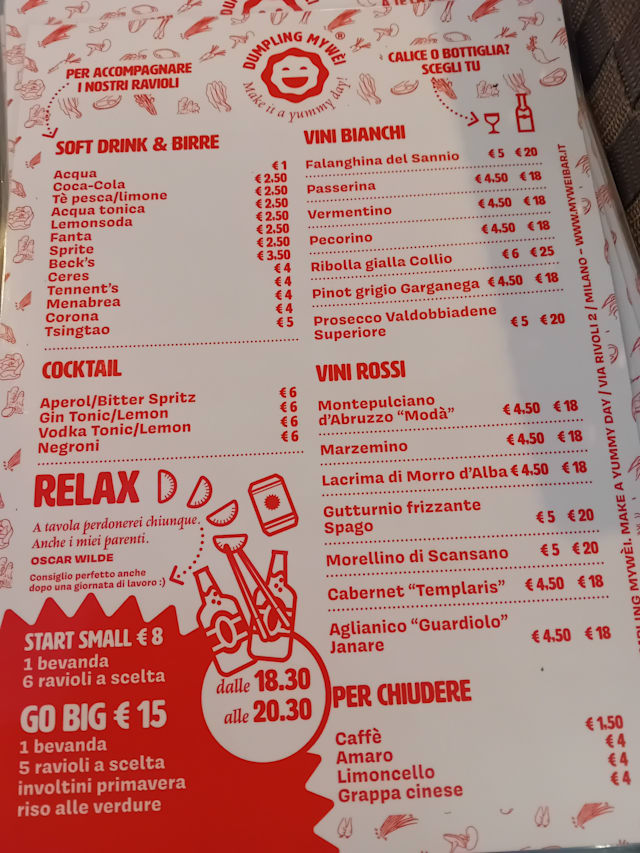 DUMPLING MYWÈI ®
Make it a yummy day!
PER ACCOMPAGNARE
I NOSTRI RAVIOLI
CALICE O BOTTIGLIA?
SCEGLI TU
SOFT DRINK & BIRRE
Acqua €1
Coca-Cola €2.50
Tè pesca/limone €2.50
Acqua tonica €2.50
Lemonsoda €2.50
Fanta €2.50
Sprite €2.50
Beck's €3.50
Ceres €4
Tennent's €4
Menabrea €4
Corona €4
Tsingtao €5
COCKTAIL
Aperol/Bitter Spritz €6
Gin Tonic/Lemon €6
Vodka Tonic/Lemon €6
Negroni €6
RELAX
A tavola perdonerei chiunque.
Anche i miei parenti.
OSCAR WILDE
Consiglio perfetto anche
dopo una giornata di lavoro :)
START SMALL €8
1 bevanda
6 ravioli a scelta
GO BIG €15
1 bevanda
5 ravioli a scelta
involtini primavera
riso alle verdure
dalle 18.30
alle 20.30
VINI BIANCHI
Falanghina del Sannio €5 €20
Passerina €4.50 €18
Vermentino €4.50 €18
Pecorino €4.50 €18
Ribolla gialla Collio €6 €25
Pinot grigio Garganega €4.50 €18
Prosecco Valdobbiadene
Superiore €5 €20
VINI ROSSI
Montepulciano
d'Abruzzo “Modà” €4.50 €18
Marzemino €4.50 €18
Lacrima di Morro d'Alba €4.50 €18
Gutturnio frizzante
Spago €5 €20
Morellino di Scansano €5 €20
Cabernet “Templaris” €4.50 €18
Aglianico “Guardiolo”
Janare €4.50 €18
PER CHIUDERE
Caffè €1.50
Amaro €4
Limoncello €4
Grappa cinese €4
MYWÈI. MAKE A YUMMY DAY / VIA RIVOLI 2 / MILANO – WWW.MYWEIBAR.IT